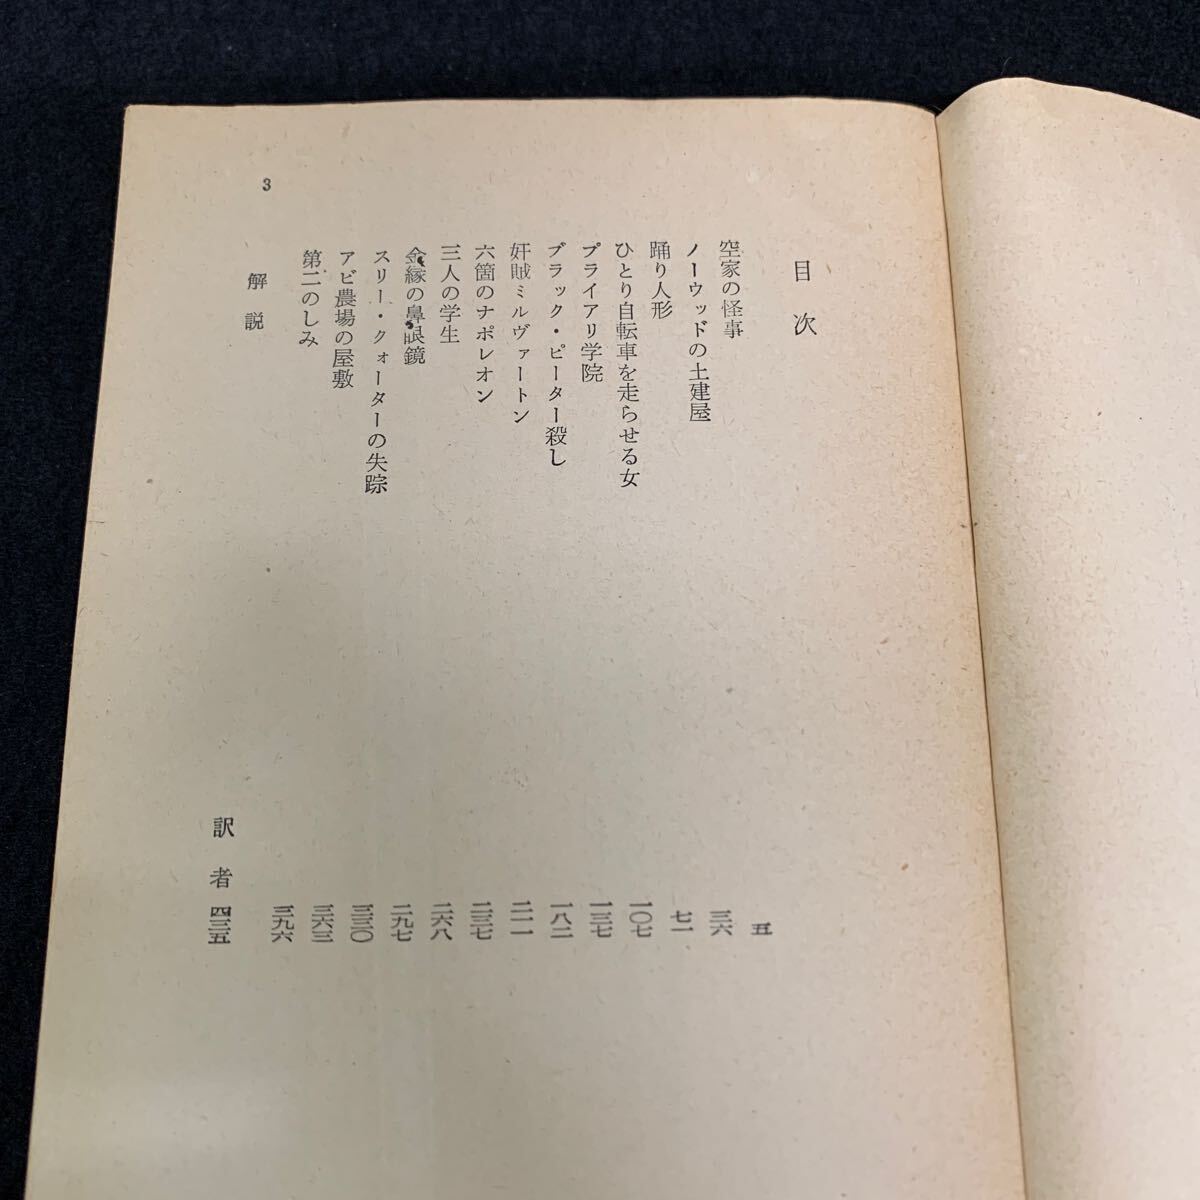 3
目次
空家の怪事 五
ノーウッドの土建屋 三六
踊り人形 七一
ひとり自転車を走らせる女 一〇七
プライアリ学院 一三七
ブラック・ピーター殺し 一八二
奸賊ミルヴァートン 二一一
六箇のナポレオン 二三七
三人の学生 二六八
金縁の鼻眼鏡 二九七
スリー・クォーターの失踪 三三〇
アビ農場の屋敷 三六三
第二のしみ 三九六
解説 訳者 四三五